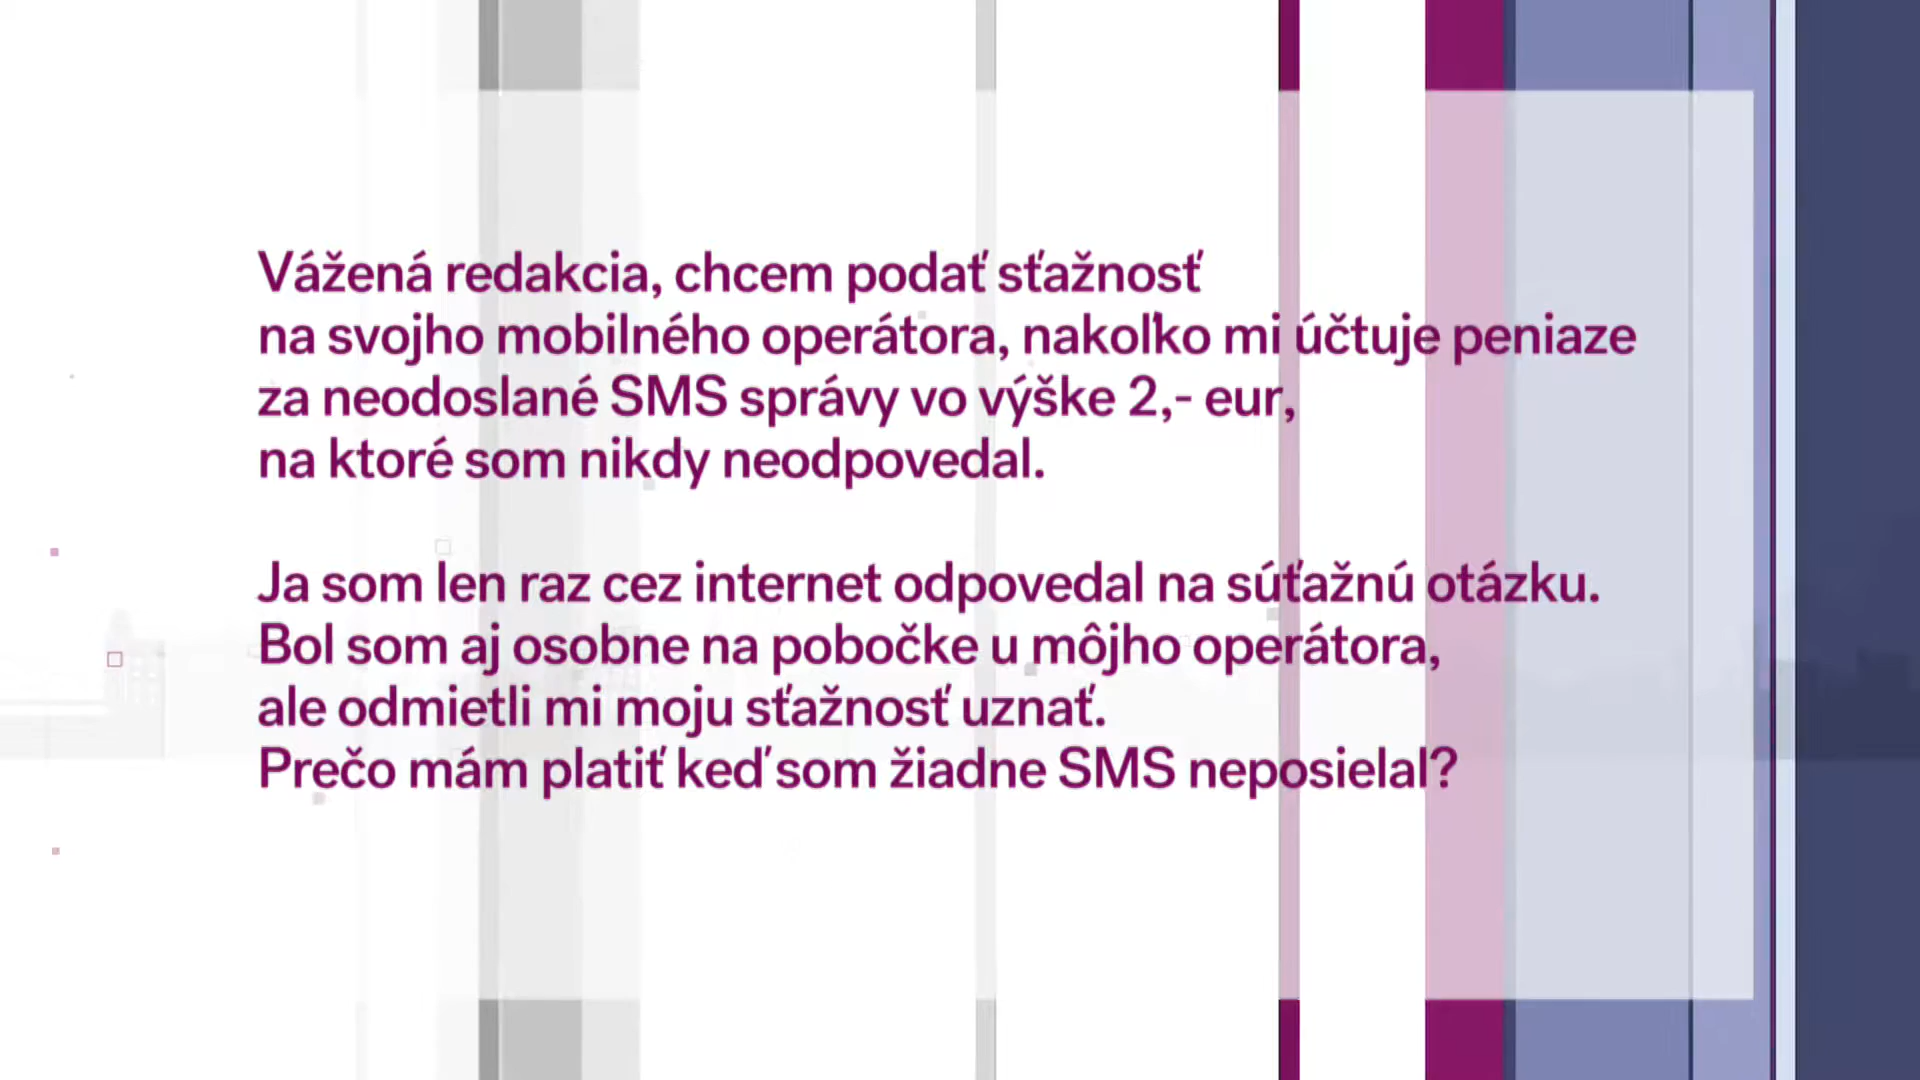 Vážená redakcia, chcem podať sťažnosť
na svojho mobilného operátora, nakoľko mi účtuje peniaze
za neodoslané SMS správy vo výške 2,- eur,
na ktoré som nikdy neodpovedal.
Ja som len raz cez internet odpovedal na súťažnú otázku.
Bol som aj osobne na pobočke u môjho operátora,
ale odmietli mi moju sťažnosť uznať.
Prečo mám platiť keď som žiadne SMS neposielal?